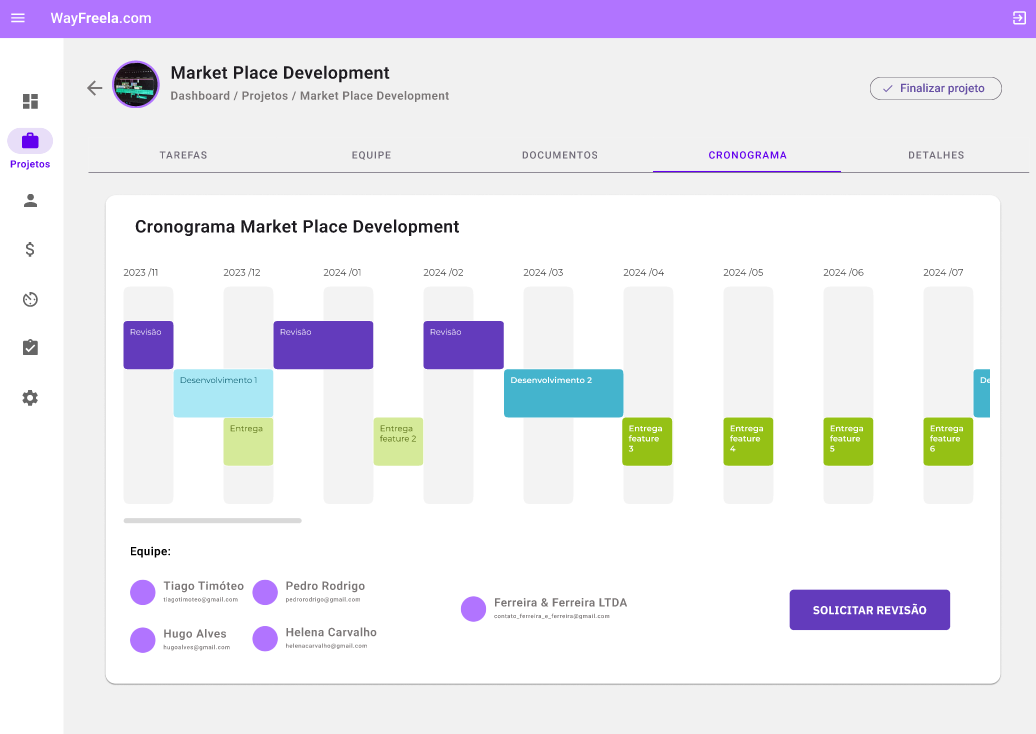 WayFreela.com
Market Place Development
Dashboard / Projetos / Market Place Development
Finalizar projeto
Projetos
TAREFAS
EQUIPE
DOCUMENTOS
CRONOGRAMA
DETALHES
Cronograma Market Place Development
2023 /11
2023 /12
2024 /01
2024 /02
2024 /03
2024 /04
2024 /05
2024 /06
2024 /07
Revisão
Revisão
Revisão
Desenvolvimento 1
Desenvolvimento 2
De
Entrega
Entrega
feature 2
Entrega
feature
3
Entrega
feature
4
Entrega
feature
5
Entrega
feature
6
Equipe:
Tiago Timóteo
tiagotimoteo@gmail.com
Pedro Rodrigo
pedrorodrigo@gmail.com
Hugo Alves
hugoalves@gmail.com
Helena Carvalho
helenacarvalho@gmail.com
Ferreira & Ferreira LTDA
contato_ferreira_e_ferreira@gmail.com
SOLICITAR REVISÃO